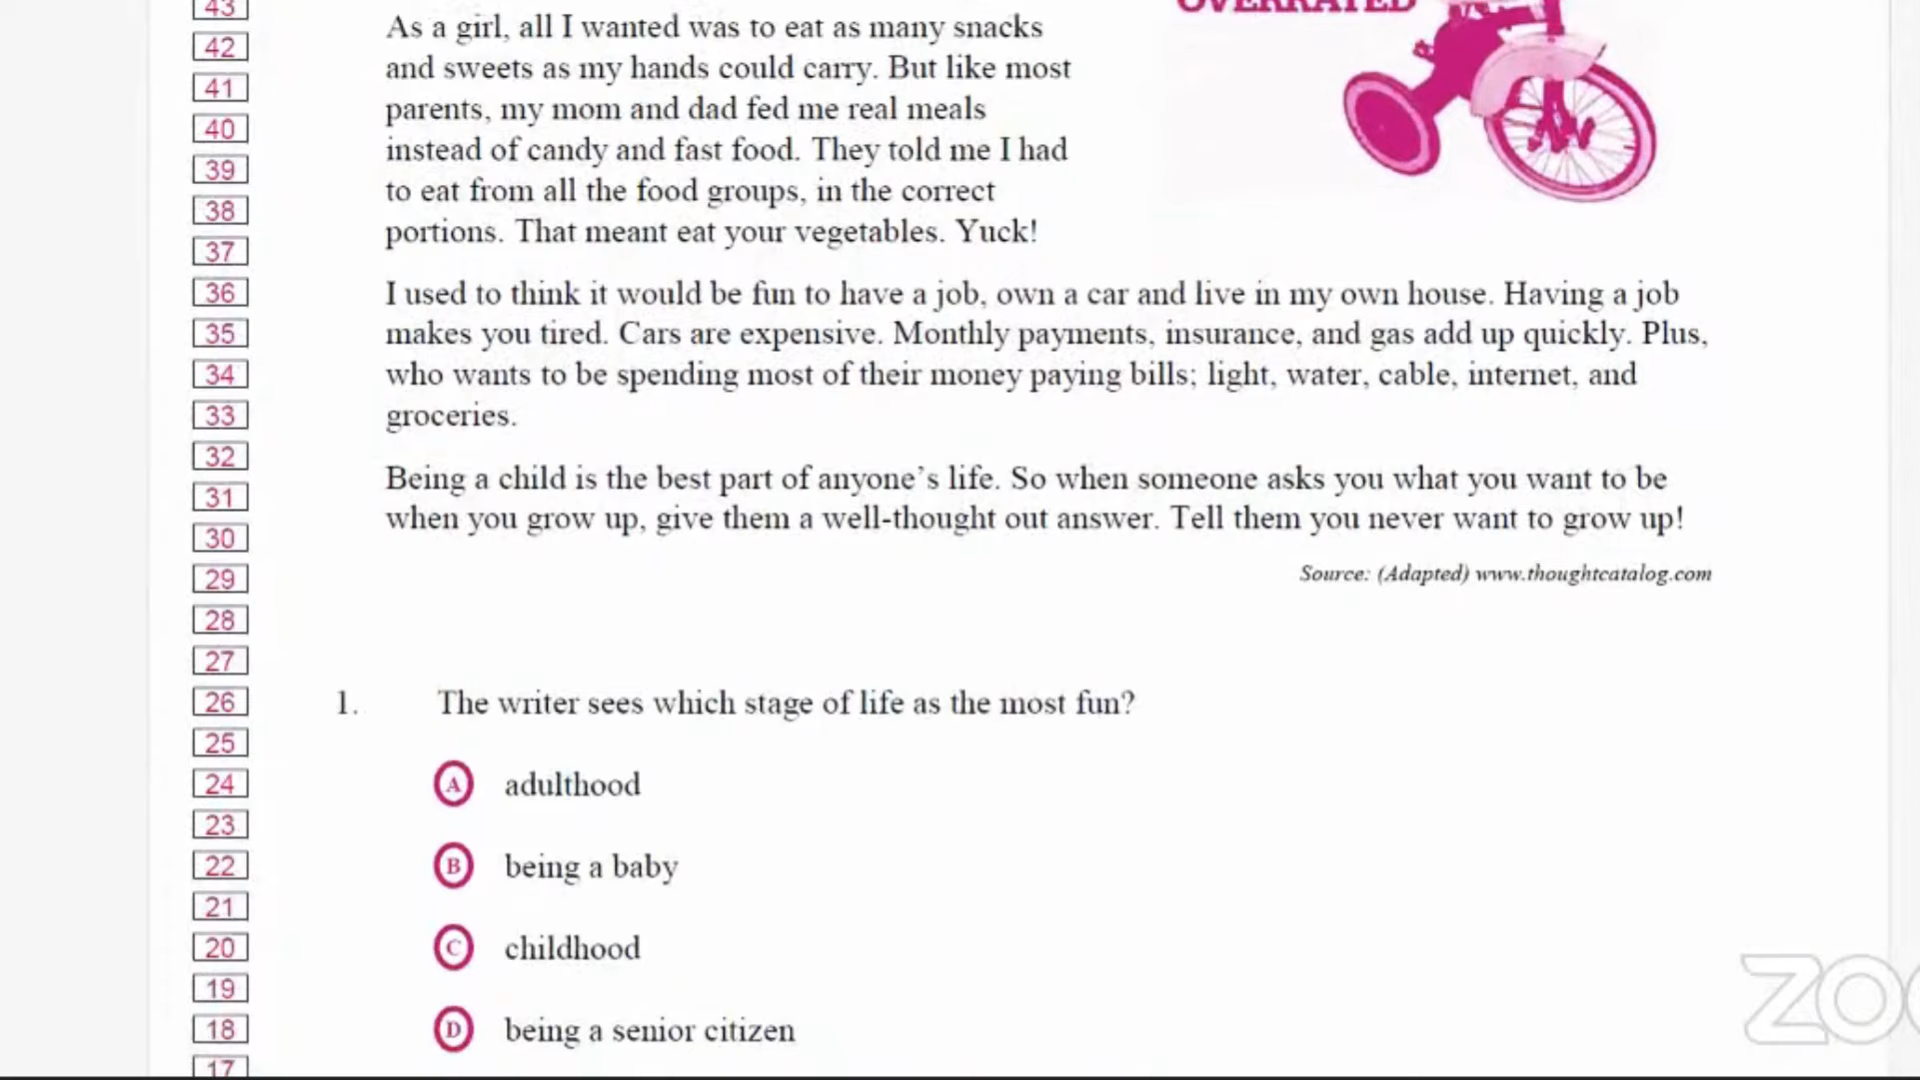 43
OVERRATED
As a girl, all I wanted was to eat as many snacks
42
and sweets as my hands could carry. But like most
41
parents, my mom and dad fed me real meals
40
instead of candy and fast food. They told me I had
39
to eat from all the food groups, in the correct
38
portions. That meant eat your vegetables. Yuck!
37
36
I used to think it would be fun to have a job, own a car and live in my own house. Having a job
35
makes you tired. Cars are expensive. Monthly payments, insurance, and gas add up quickly. Plus,
34
who wants to be spending most of their money paying bills; light, water, cable, internet, and
33
groceries.
32
Being a child is the best part of anyone's life. So when someone asks you what you want to be
31
when you grow up, give them a well-thought out answer. Tell them you never want to grow up!
30
29
Source: (Adapted) www.thoughtcatalog.com
28
27
26
1. The writer sees which stage of life as the most fun?
25
24
A adulthood
23
22
B being a baby
21
20
C childhood
19
18
D being a senior citizen
17